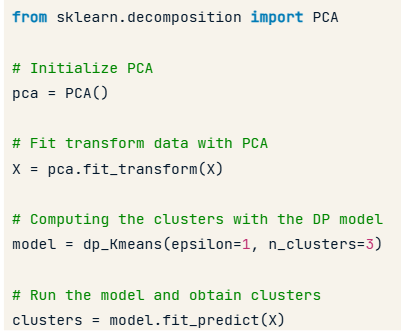 from sklearn.decomposition import PCA
# Initialize PCA
pca = PCA()
# Fit transform data with PCA
X = pca.fit_transform(X)
# Computing the clusters with the DP model
model = dp_Kmeans(epsilon=1, n_clusters=3)
# Run the model and obtain clusters
clusters = model.fit_predict(X)